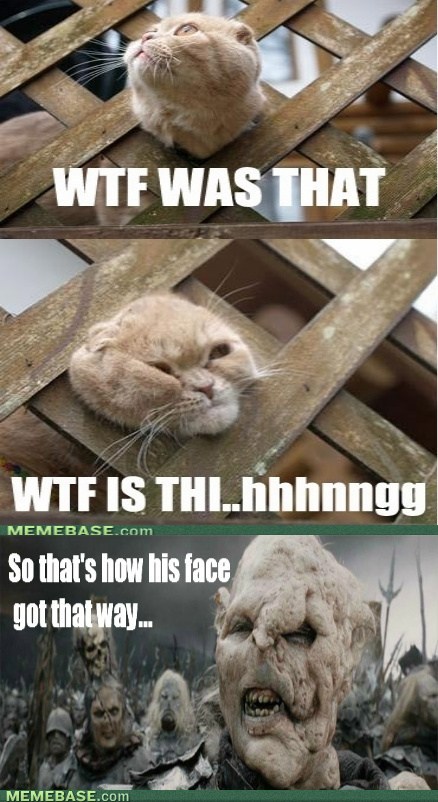 WTF WAS THAT
WTF IS THI..hhhnngg
MEMEBASE.com
So that's how his face
got that way...
MEMEBASE.com